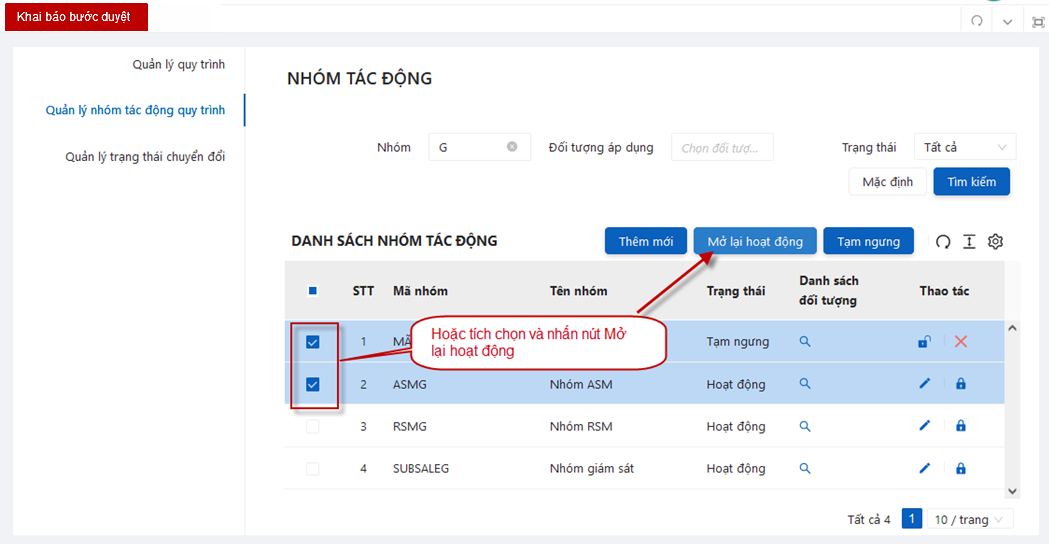 Khai báo bước duyệt
Quản lý quy trình
Quản lý nhóm tác động quy trình
Quản lý trạng thái chuyển đổi
NHÓM TÁC ĐỘNG
Nhóm G Đối tượng áp dụng Chọn đối tượ... Trạng thái Tất cả
Mặc định Tìm kiếm
DANH SÁCH NHÓM TÁC ĐỘNG Thêm mới Mở lại hoạt động Tạm ngưng
STT Mã nhóm Tên nhóm Trạng thái Danh sách đối tượng Thao tác
1 MÃ Tạm ngưng
Hoặc tích chọn và nhấn nút Mở
lại hoạt động
2 ASMG Nhóm ASM Hoạt động
3 RSMG Nhóm RSM Hoạt động
4 SUBSALEG Nhóm giám sát Hoạt động
Tất cả 4 1 10 / trang